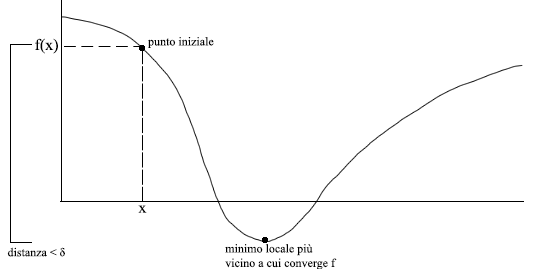 f(x)
punto iniziale
x
distanza < δ
minimo locale più
vicino a cui converge f